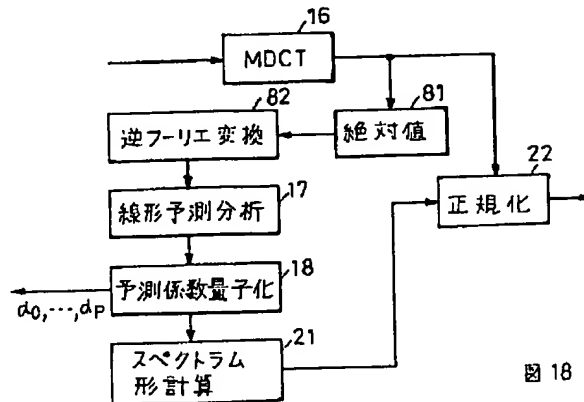 16
MDCT
82
81
逆フーリエ変換
絶対値
22
17
線形予測分析
正規化
18
予測係数量子化
α0,···,αP
21
スペクトラム
形計算
図 18